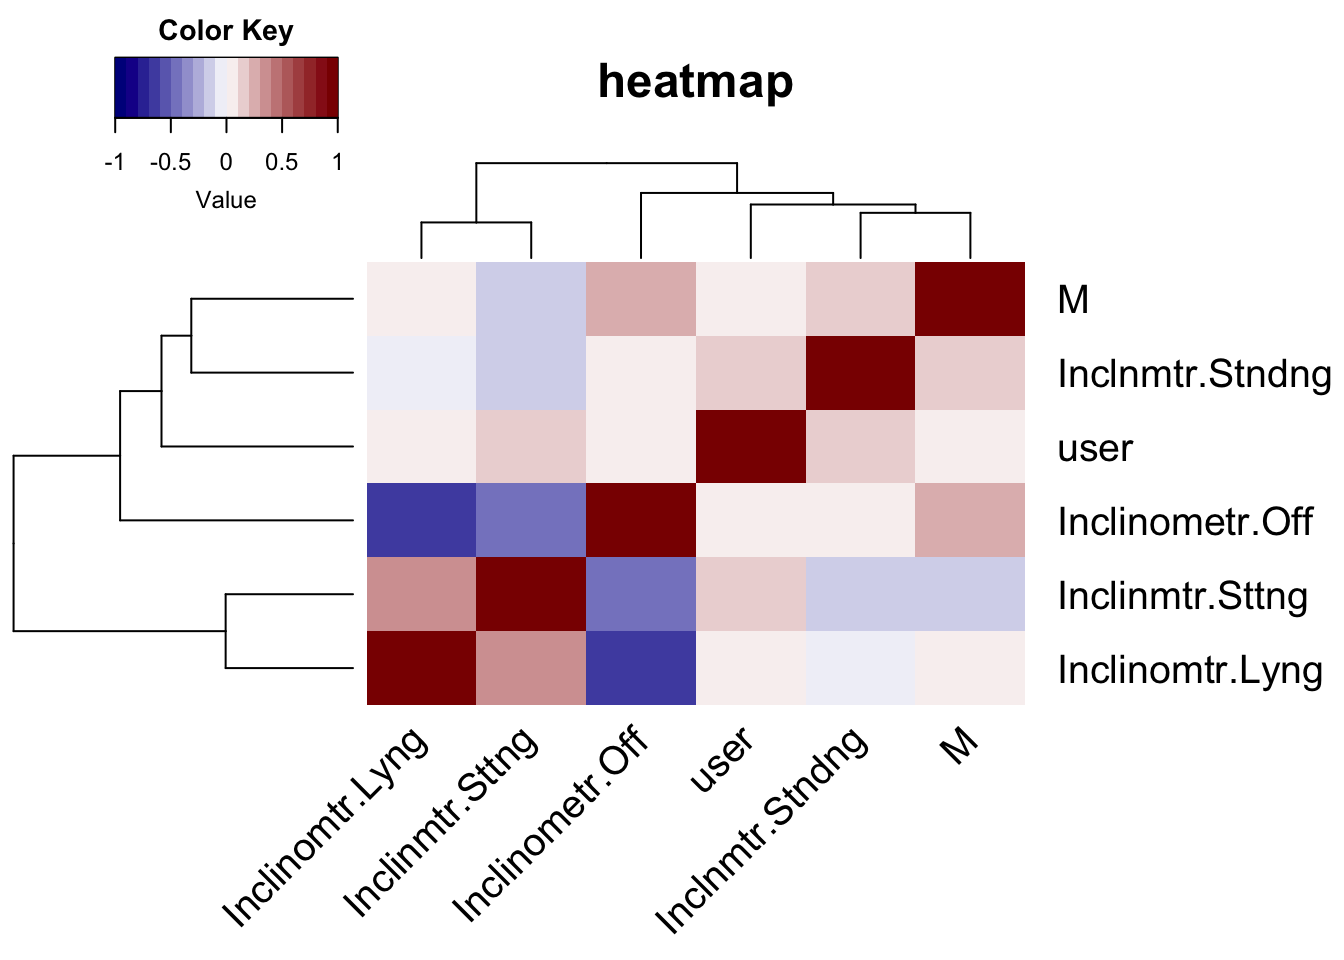 Color Key
-1 -0.5 0 0.5 1
Value
heatmap
M
Inclnmtr.Stndng
user
Inclinometr.Off
Inclinmtr.Sttng
Inclinomtr.Lyng
Inclinomtr.Lyng
Inclinmtr.Sttng
Inclinometr.Off
user
Inclnmtr.Stndng
M